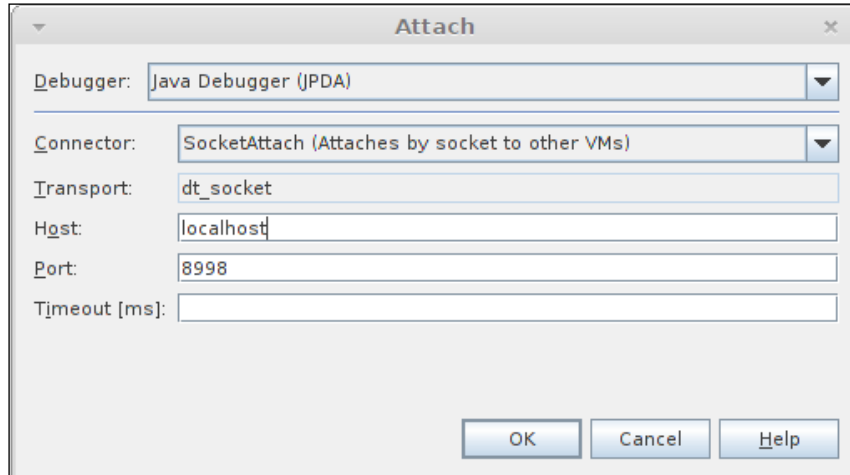 Attach
Debugger: Java Debugger (JPDA)
Connector: SocketAttach (Attaches by socket to other VMs)
Transport: dt_socket
Host: localhost
Port: 8998
Timeout [ms]:
OK Cancel Help